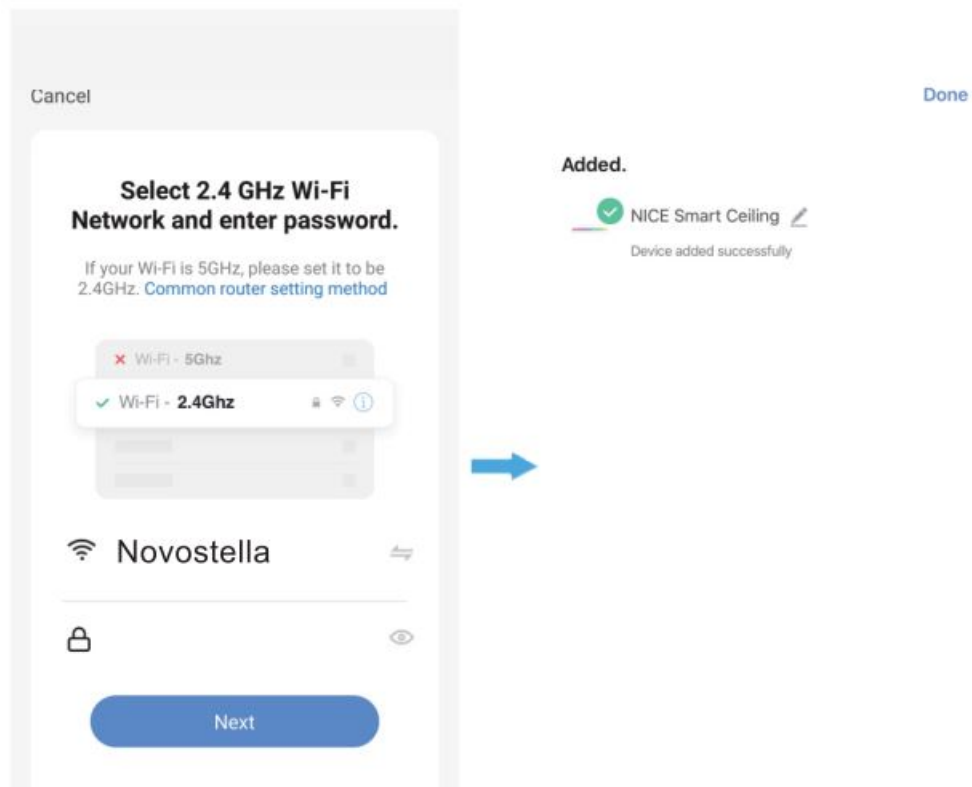 Cancel
Select 2.4 GHz Wi-Fi
Network and enter password.
If your Wi-Fi is 5GHz, please set it to be
2.4GHz. Common router setting method
Wi-Fi - 5Ghz
Wi-Fi - 2.4Ghz
Novostella
Next
Done
Added.
NICE Smart Ceiling
Device added successfully